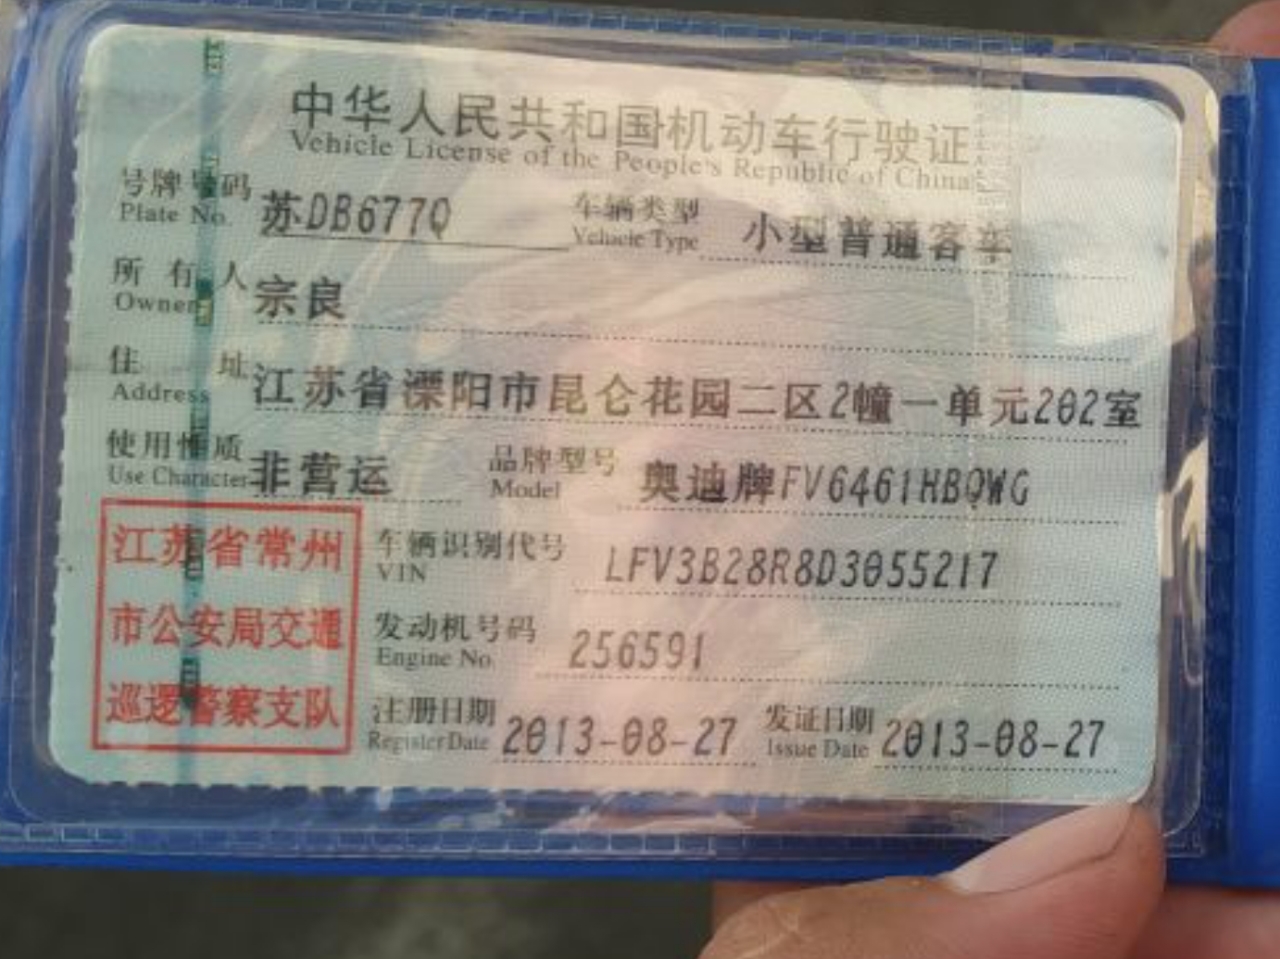 中华人民共和国机动车行驶证
Vehicle License of the People's Republic of China
号牌号码 苏DB677Q 车辆类型 小型普通客车
Plate No. Vehicle Type
所有人 宗良
Owner
住址 江苏省溧阳市昆仑花园二区2幢一单元202室
Address
使用性质 非营运 品牌型号 奥迪牌FV6461HBQWG
Use Character Model
江苏省常州
市公安局交通
巡逻警察支队
车辆识别代号 LFV3B28R8D3055217
VIN
发动机号码 256591
Engine No.
注册日期 2013-08-27 发证日期 2013-08-27
Register Date Issue Date